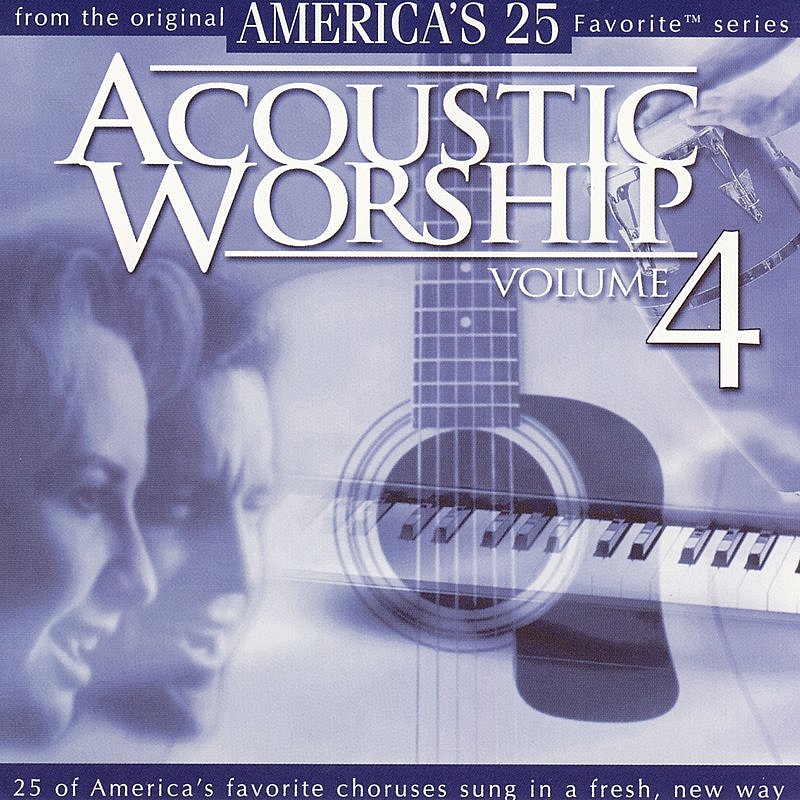 from the original AMERICA'S 25 Favorite™ series
ACOUSTIC
WORSHIP
VOLUME 4
25 of America's favorite choruses sung in a fresh, new way